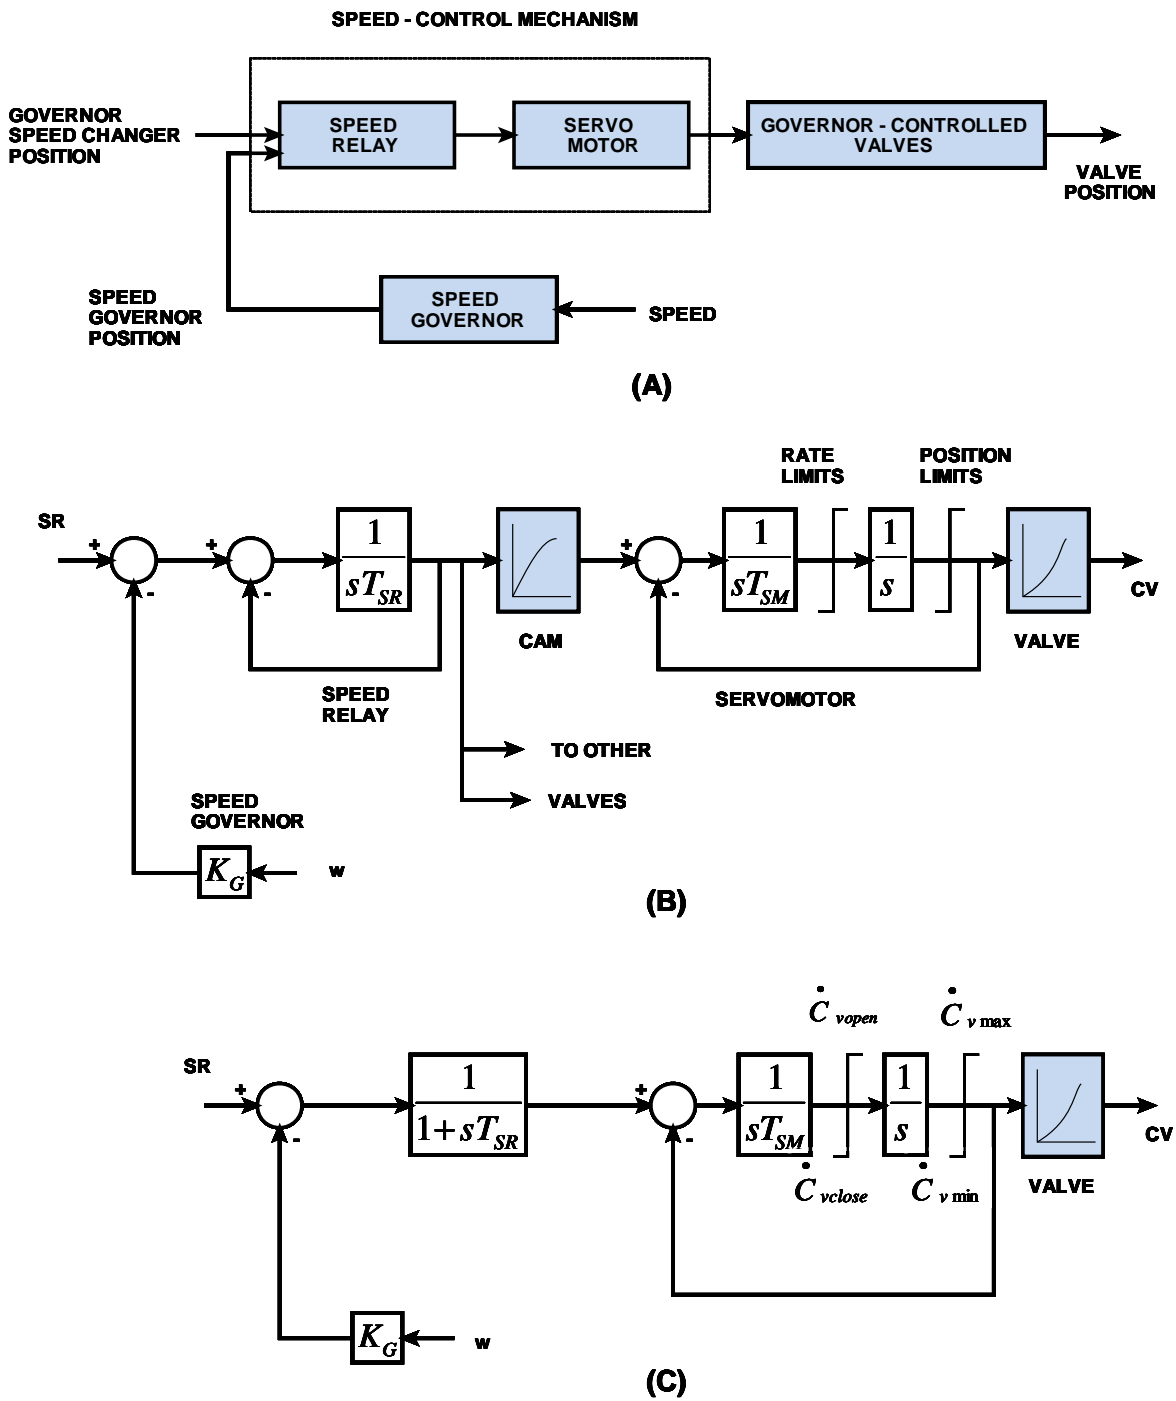 SPEED - CONTROL MECHANISM
GOVERNOR
SPEED CHANGER
POSITION
SPEED
RELAY
SERVO
MOTOR
GOVERNOR - CONTROLLED
VALVES
VALVE
POSITION
SPEED
GOVERNOR
POSITION
SPEED
GOVERNOR
SPEED
(A)
RATE
LIMITS
POSITION
LIMITS
SR
+
-
+
-
1
sT_SR
CAM
+
-
1
sT_SM
1
s
VALVE
CV
SPEED
RELAY
SERVOMOTOR
TO OTHER
VALVES
SPEED
GOVERNOR
K_G
w
(B)
Ċ vopen
Ċ v max
SR
+
-
1
1 + sT_SR
+
-
1
sT_SM
1
s
CV
Ċ vclose
Ċ v min
VALVE
K_G
w
(C)